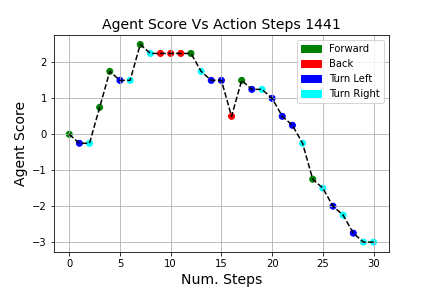 Agent Score Vs Action Steps 1441
Forward
Back
Turn Left
Turn Right
Agent Score
2
1
0
−1
−2
−3
0 5 10 15 20 25 30
Num. Steps